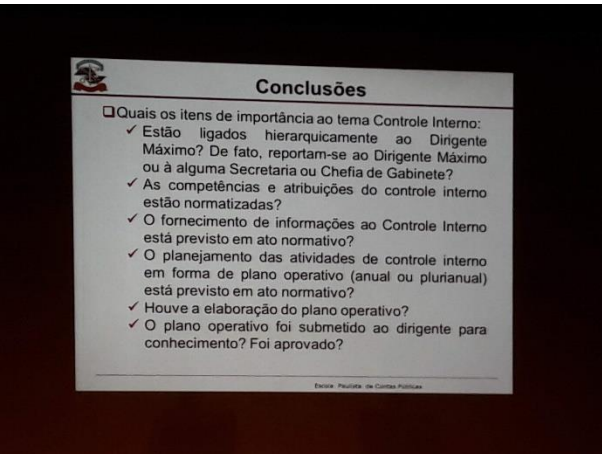 Conclusões
❑Quais os itens de importância ao tema Controle Interno:
✓ Estão ligados hierarquicamente ao Dirigente
Máximo? De fato, reportam-se ao Dirigente Máximo
ou à alguma Secretaria ou Chefia de Gabinete?
✓ As competências e atribuições do controle interno
estão normatizadas?
✓ O fornecimento de informações ao Controle Interno
está previsto em ato normativo?
✓ O planejamento das atividades de controle interno
em forma de plano operativo (anual ou plurianual)
está previsto em ato normativo?
✓ Houve a elaboração do plano operativo?
✓ O plano operativo foi submetido ao dirigente para
conhecimento? Foi aprovado?
Escola Paulista de Contas Públicas